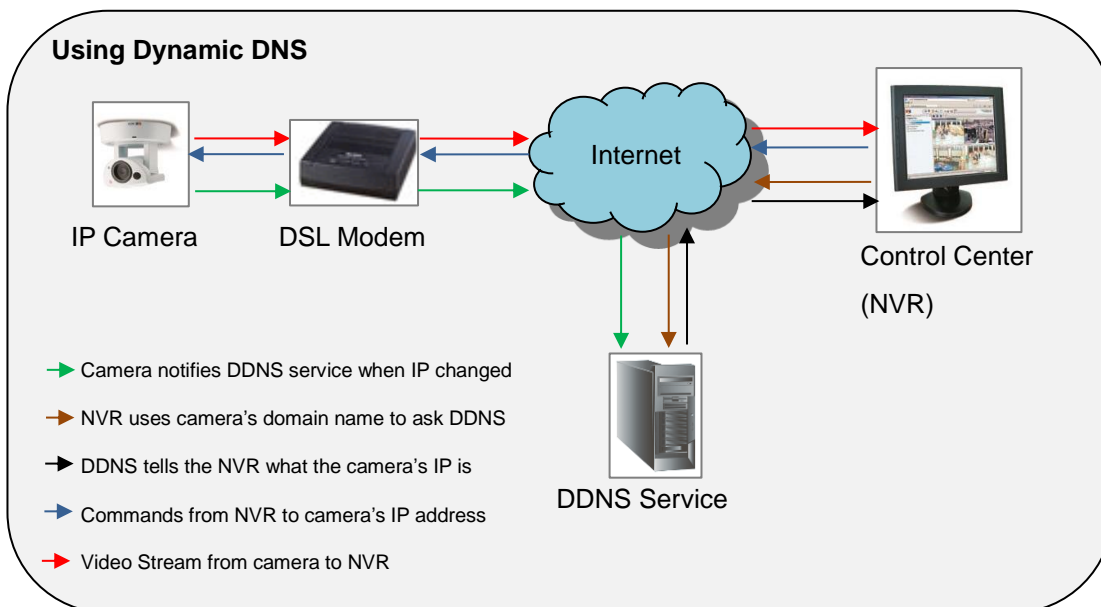 Using Dynamic DNS
Internet
IP Camera
DSL Modem
Control Center
(NVR)
Camera notifies DDNS service when IP changed
NVR uses camera’s domain name to ask DDNS
DDNS tells the NVR what the camera’s IP is
Commands from NVR to camera’s IP address
Video Stream from camera to NVR
DDNS Service